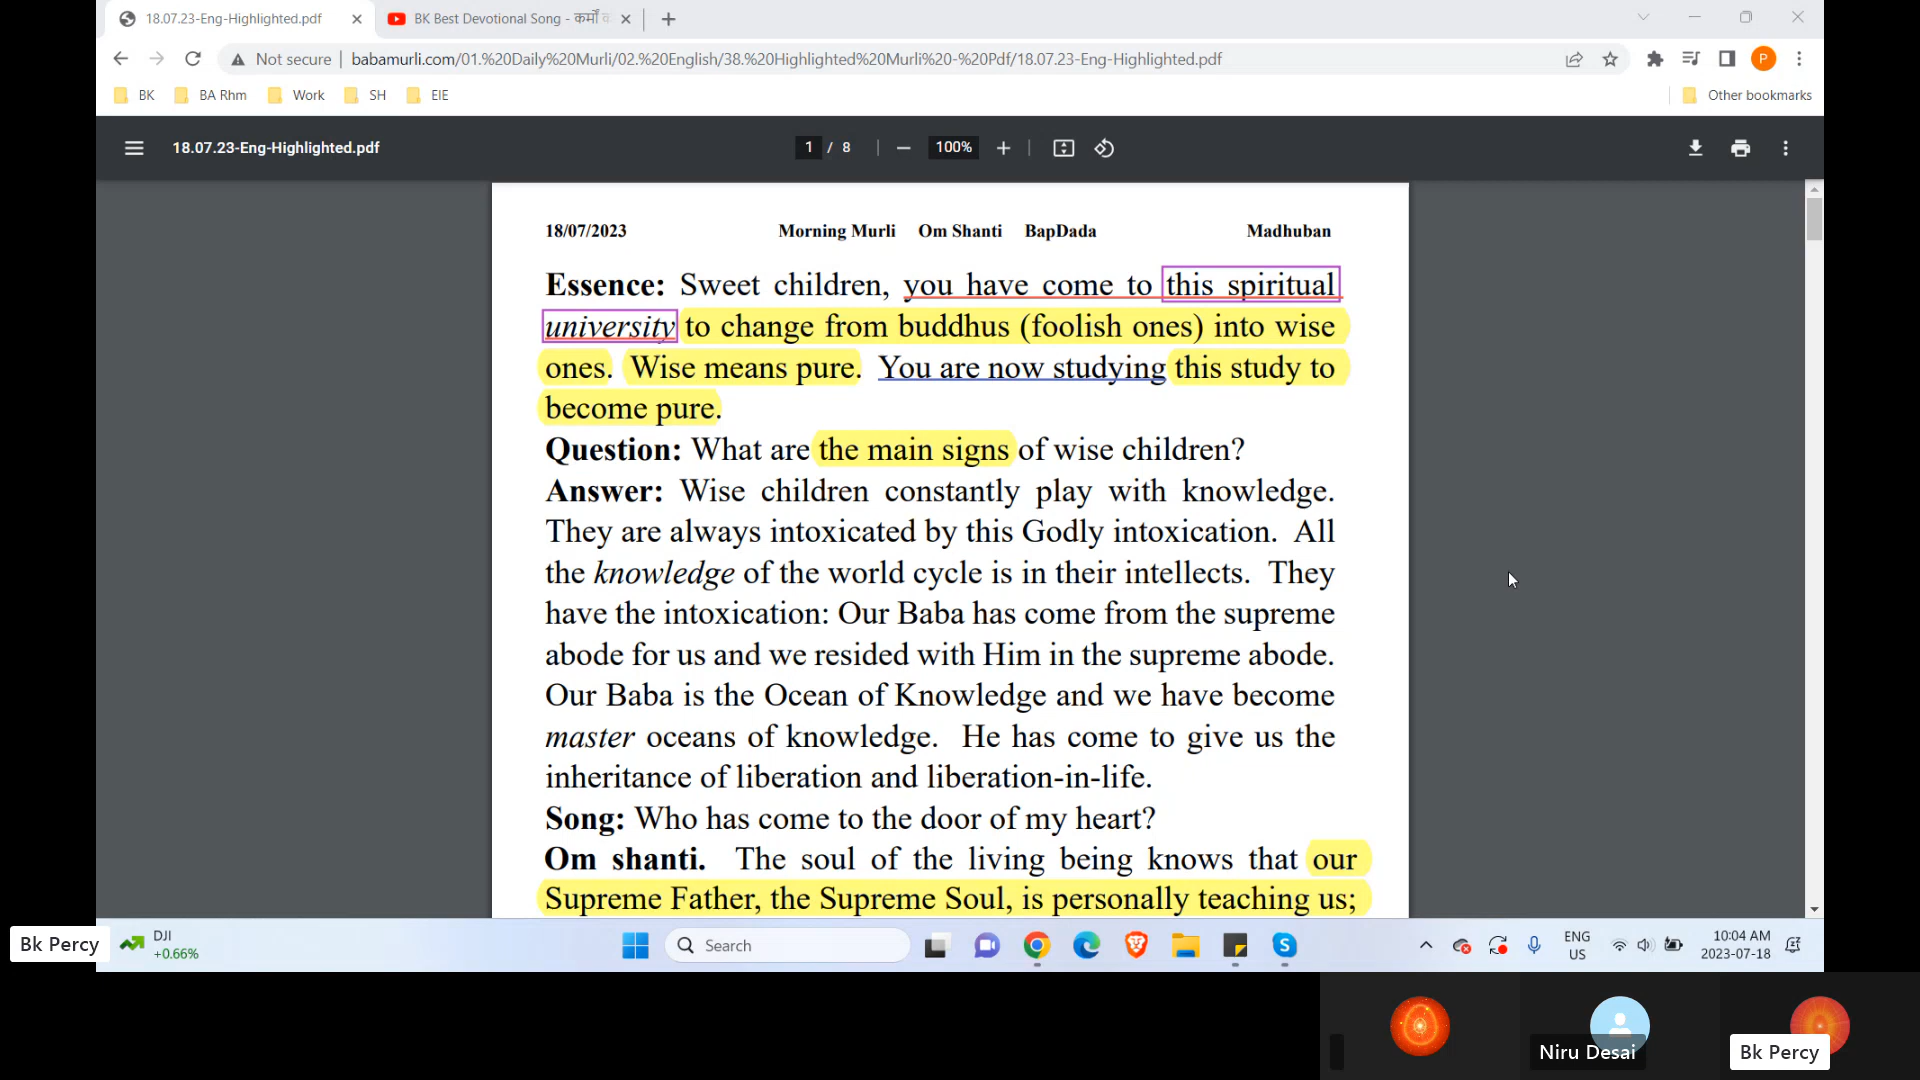 18.07.23-Eng-Highlighted.pdf
BK Best Devotional Song - कर्मों
Not secure
babamurli.com/01.%20Daily%20Murli/02.%20English/38.%20Highlighted%20Murli%20-%20Pdf/18.07.23-Eng-Highlighted.pdf
P
BK
BA Rhm
Work
SH
EIE
Other bookmarks
18.07.23-Eng-Highlighted.pdf
1 / 8
100%
18/07/2023 Morning Murli Om Shanti BapDada Madhuban
Essence: Sweet children, you have come to this spiritual
university to change from buddhus (foolish ones) into wise
ones. Wise means pure. You are now studying this study to
become pure.
Question: What are the main signs of wise children?
Answer: Wise children constantly play with knowledge.
They are always intoxicated by this Godly intoxication. All
the knowledge of the world cycle is in their intellects. They
have the intoxication: Our Baba has come from the supreme
abode for us and we resided with Him in the supreme abode.
Our Baba is the Ocean of Knowledge and we have become
master oceans of knowledge. He has come to give us the
inheritance of liberation and liberation-in-life.
Song: Who has come to the door of my heart?
Om shanti. The soul of the living being knows that our
Supreme Father, the Supreme Soul, is personally teaching us;
Bk Percy
DJI
+0.66%
Search
S
ENG
US
10:04 AM
2023-07-18
Niru Desai
Bk Percy